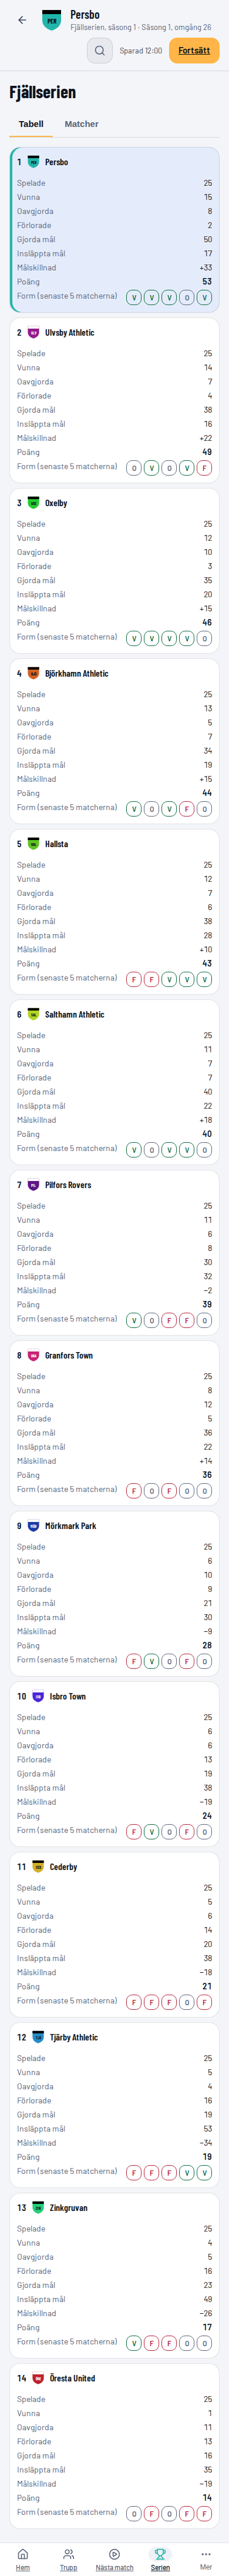 Persbo
Fjällserien, säsong 1 · Säsong 1, omgång 26
Sparad 12:00
Fortsätt
Fjällserien
Tabell Matcher
1 Persbo
Spelade 25
Vunna 15
Oavgjorda 8
Förlorade 2
Gjorda mål 50
Insläppta mål 17
Målskillnad +33
Poäng 53
Form (senaste 5 matcherna) V V V O V
2 Ulvsby Athletic
Spelade 25
Vunna 14
Oavgjorda 7
Förlorade 4
Gjorda mål 38
Insläppta mål 16
Målskillnad +22
Poäng 49
Form (senaste 5 matcherna) O V O V F
3 Oxelby
Spelade 25
Vunna 12
Oavgjorda 10
Förlorade 3
Gjorda mål 35
Insläppta mål 20
Målskillnad +15
Poäng 46
Form (senaste 5 matcherna) V V V V O
4 Björkhamn Athletic
Spelade 25
Vunna 13
Oavgjorda 5
Förlorade 7
Gjorda mål 34
Insläppta mål 19
Målskillnad +15
Poäng 44
Form (senaste 5 matcherna) V O V F O
5 Hallsta
Spelade 25
Vunna 12
Oavgjorda 7
Förlorade 6
Gjorda mål 38
Insläppta mål 28
Målskillnad +10
Poäng 43
Form (senaste 5 matcherna) F F V V V
6 Salthamn Athletic
Spelade 25
Vunna 11
Oavgjorda 7
Förlorade 7
Gjorda mål 40
Insläppta mål 22
Målskillnad +18
Poäng 40
Form (senaste 5 matcherna) V O V V O
7 Pilfors Rovers
Spelade 25
Vunna 11
Oavgjorda 6
Förlorade 8
Gjorda mål 30
Insläppta mål 32
Målskillnad −2
Poäng 39
Form (senaste 5 matcherna) V O F F O
8 Granfors Town
Spelade 25
Vunna 8
Oavgjorda 12
Förlorade 5
Gjorda mål 36
Insläppta mål 22
Målskillnad +14
Poäng 36
Form (senaste 5 matcherna) F O F O O
9 Mörkmark Park
Spelade 25
Vunna 6
Oavgjorda 10
Förlorade 9
Gjorda mål 21
Insläppta mål 30
Målskillnad −9
Poäng 28
Form (senaste 5 matcherna) F V O F O
10 Isbro Town
Spelade 25
Vunna 6
Oavgjorda 6
Förlorade 13
Gjorda mål 19
Insläppta mål 38
Målskillnad −19
Poäng 24
Form (senaste 5 matcherna) F V O F O
11 Cederby
Spelade 25
Vunna 5
Oavgjorda 6
Förlorade 14
Gjorda mål 20
Insläppta mål 38
Målskillnad −18
Poäng 21
Form (senaste 5 matcherna) F F F O F
12 Tjärby Athletic
Spelade 25
Vunna 5
Oavgjorda 4
Förlorade 16
Gjorda mål 19
Insläppta mål 53
Målskillnad −34
Poäng 19
Form (senaste 5 matcherna) F F F V V
13 Zinkgruvan
Spelade 25
Vunna 4
Oavgjorda 5
Förlorade 16
Gjorda mål 23
Insläppta mål 49
Målskillnad −26
Poäng 17
Form (senaste 5 matcherna) V F F O O
14 Öresta United
Spelade 25
Vunna 1
Oavgjorda 11
Förlorade 13
Gjorda mål 16
Insläppta mål 35
Målskillnad −19
Poäng 14
Form (senaste 5 matcherna) O F O F F
Hem Trupp Nästa match Serien Mer